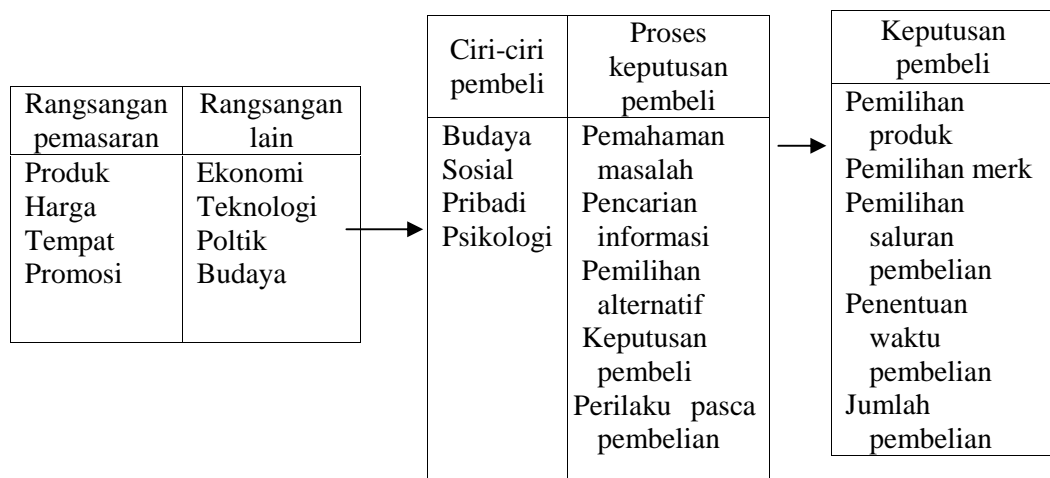 Rangsangan
pemasaran
Produk
Harga
Tempat
Promosi
Rangsangan
lain
Ekonomi
Teknologi
Poltik
Budaya
Ciri-ciri
pembeli
Budaya
Sosial
Pribadi
Psikologi
Proses
keputusan
pembeli
Pemahaman
masalah
Pencarian
informasi
Pemilihan
alternatif
Keputusan
pembeli
Perilaku pasca
pembelian
Keputusan
pembeli
Pemilihan
produk
Pemilihan merk
Pemilihan
saluran
pembelian
Penentuan
waktu
pembelian
Jumlah
pembelian